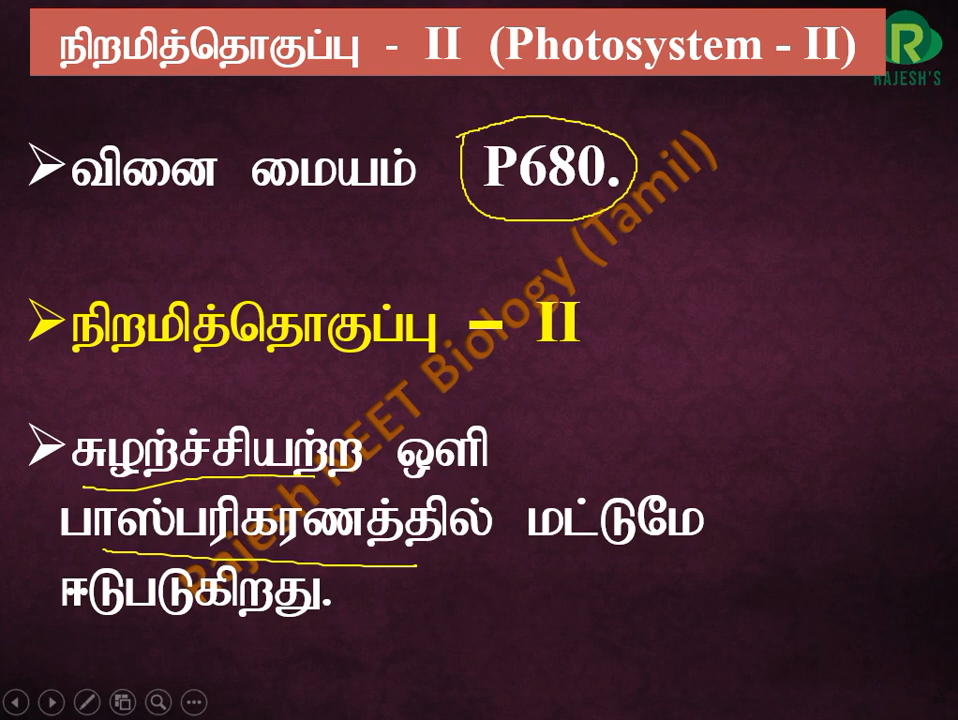 நிறமித்தொகுப்பு - II (Photosystem - II)
R
RAJESH'S
➢வினை மையம் P680.
➢நிறமித்தொகுப்பு – II
➢சுழற்ச்சியற்ற ஒளி
பாஸ்பரிகரணத்தில் மட்டுமே
ஈடுபடுகிறது.
Rajesh NEET Biology (Tamil)